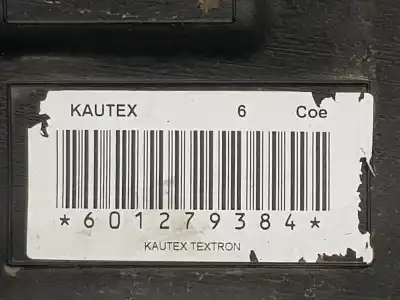 KAUTEX 6 Coe
*601279384*
KAUTEX TEXTRON